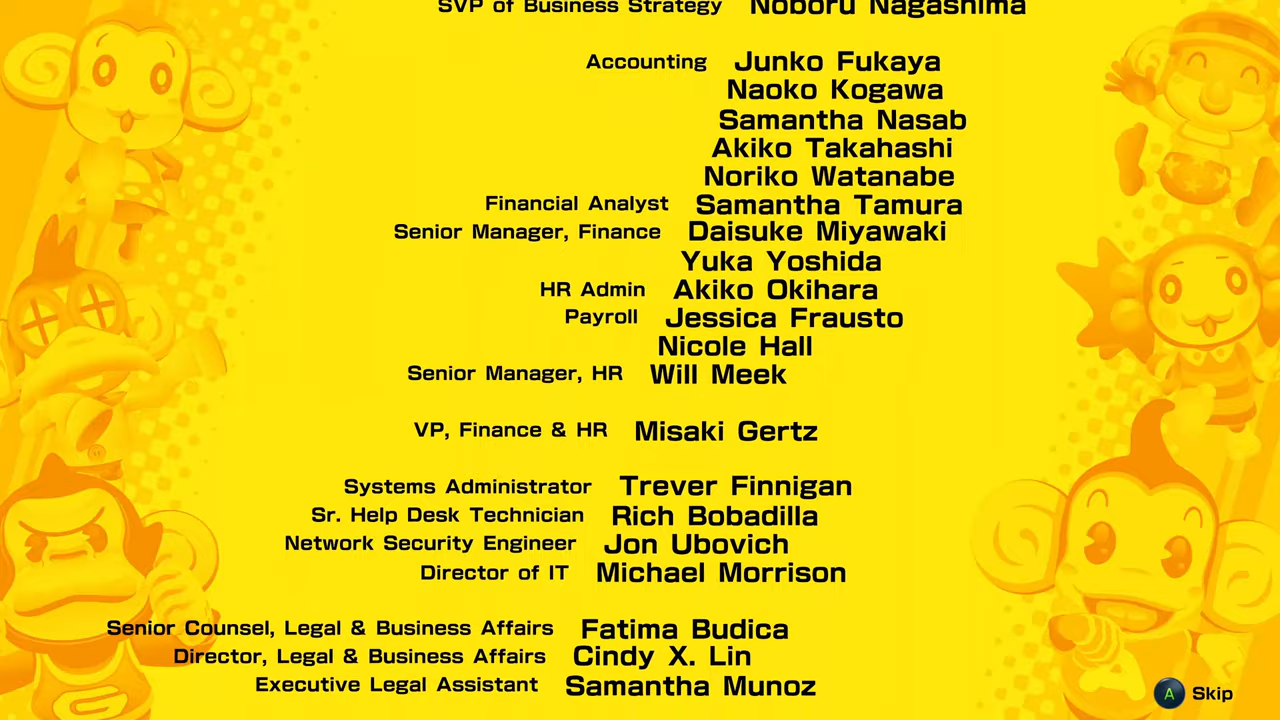 SVP of Business Strategy Noboru Nagashima
Accounting Junko Fukaya
Naoko Kogawa
Samantha Nasab
Akiko Takahashi
Noriko Watanabe
Financial Analyst Samantha Tamura
Senior Manager, Finance Daisuke Miyawaki
Yuka Yoshida
HR Admin Akiko Okihara
Payroll Jessica Frausto
Nicole Hall
Senior Manager, HR Will Meek
VP, Finance & HR Misaki Gertz
Systems Administrator Trever Finnigan
Sr. Help Desk Technician Rich Bobadilla
Network Security Engineer Jon Ubovich
Director of IT Michael Morrison
Senior Counsel, Legal & Business Affairs Fatima Budica
Director, Legal & Business Affairs Cindy X. Lin
Executive Legal Assistant Samantha Munoz
A Skip
G